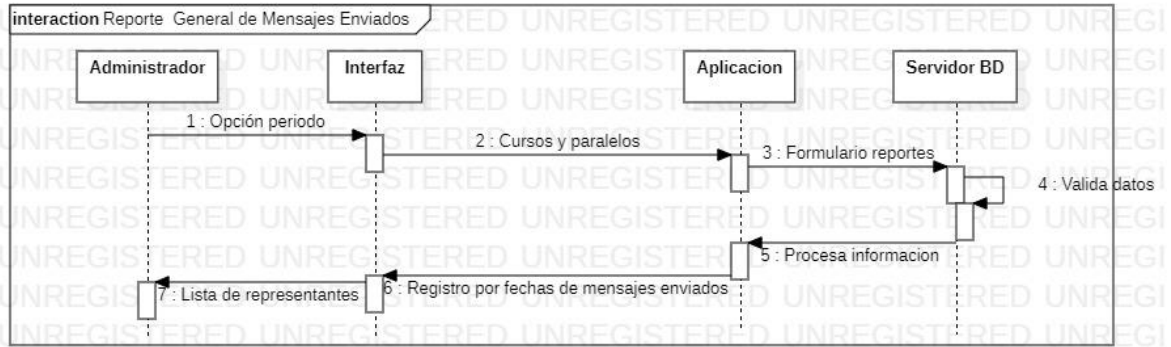 interaction Reporte General de Mensajes Enviados
Administrador
Interfaz
Aplicacion
Servidor BD
1 : Opción periodo
2 : Cursos y paralelos
3 : Formulario reportes
4 : Valida datos
5 : Procesa informacion
6 : Registro por fechas de mensajes enviados
7 : Lista de representantes
UNREGISTERED